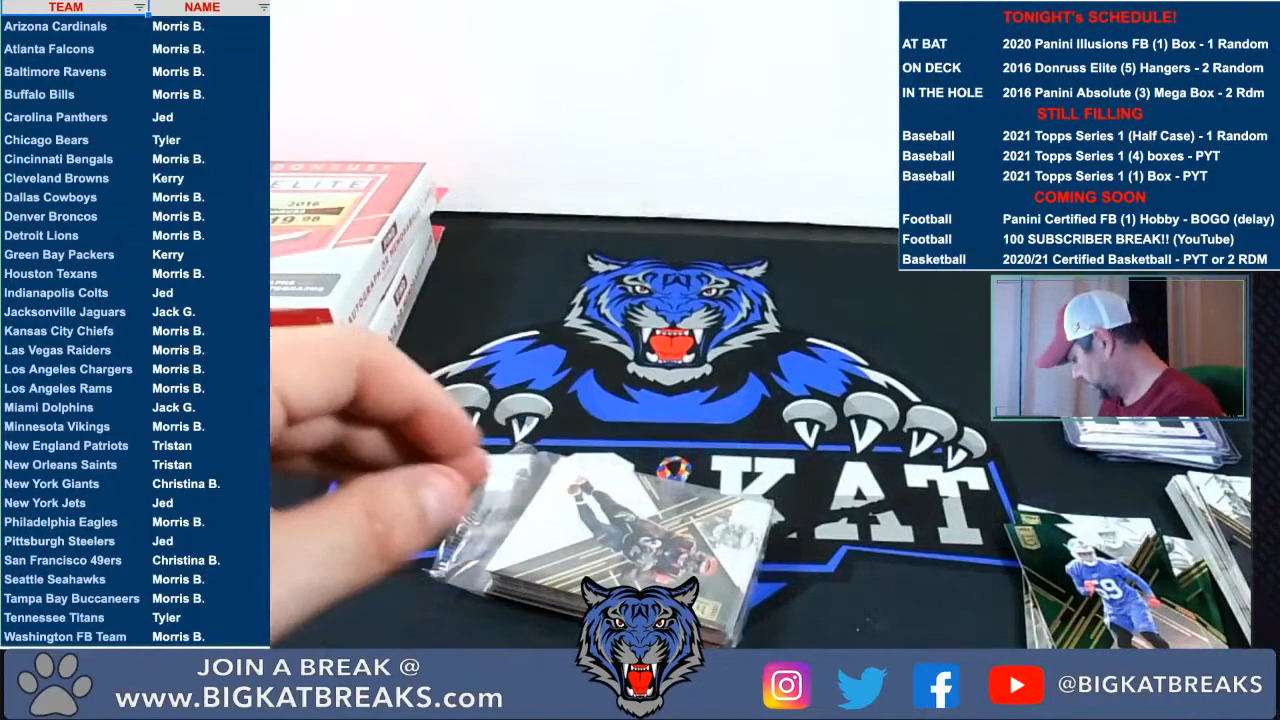 TEAM NAME
Arizona Cardinals Morris B.
Atlanta Falcons Morris B.
Baltimore Ravens Morris B.
Buffalo Bills Morris B.
Carolina Panthers Jed
Chicago Bears Tyler
Cincinnati Bengals Morris B.
Cleveland Browns Kerry
Dallas Cowboys Morris B.
Denver Broncos Morris B.
Detroit Lions Morris B.
Green Bay Packers Kerry
Houston Texans Morris B.
Indianapolis Colts Jed
Jacksonville Jaguars Jack G.
Kansas City Chiefs Morris B.
Las Vegas Raiders Morris B.
Los Angeles Chargers Morris B.
Los Angeles Rams Morris B.
Miami Dolphins Jack G.
Minnesota Vikings Morris B.
New England Patriots Tristan
New Orleans Saints Tristan
New York Giants Christina B.
New York Jets Jed
Philadelphia Eagles Morris B.
Pittsburgh Steelers Jed
San Francisco 49ers Christina B.
Seattle Seahawks Morris B.
Tampa Bay Buccaneers Morris B.
Tennessee Titans Tyler
Washington FB Team Morris B.
TONIGHT's SCHEDULE!
AT BAT 2020 Panini Illusions FB (1) Box - 1 Random
ON DECK 2016 Donruss Elite (5) Hangers - 2 Random
IN THE HOLE 2016 Panini Absolute (3) Mega Box - 2 Rdm
STILL FILLING
Baseball 2021 Topps Series 1 (Half Case) - 1 Random
Baseball 2021 Topps Series 1 (4) boxes - PYT
Baseball 2021 Topps Series 1 (1) Box - PYT
COMING SOON
Football Panini Certified FB (1) Hobby - BOGO (delay)
Football 100 SUBSCRIBER BREAK!! (YouTube)
Basketball 2020/21 Certified Basketball - PYT or 2 RDM
ELITE
2016
KAT
59
JOIN A BREAK @
www.BIGKATBREAKS.com
@BIGKATBREAKS